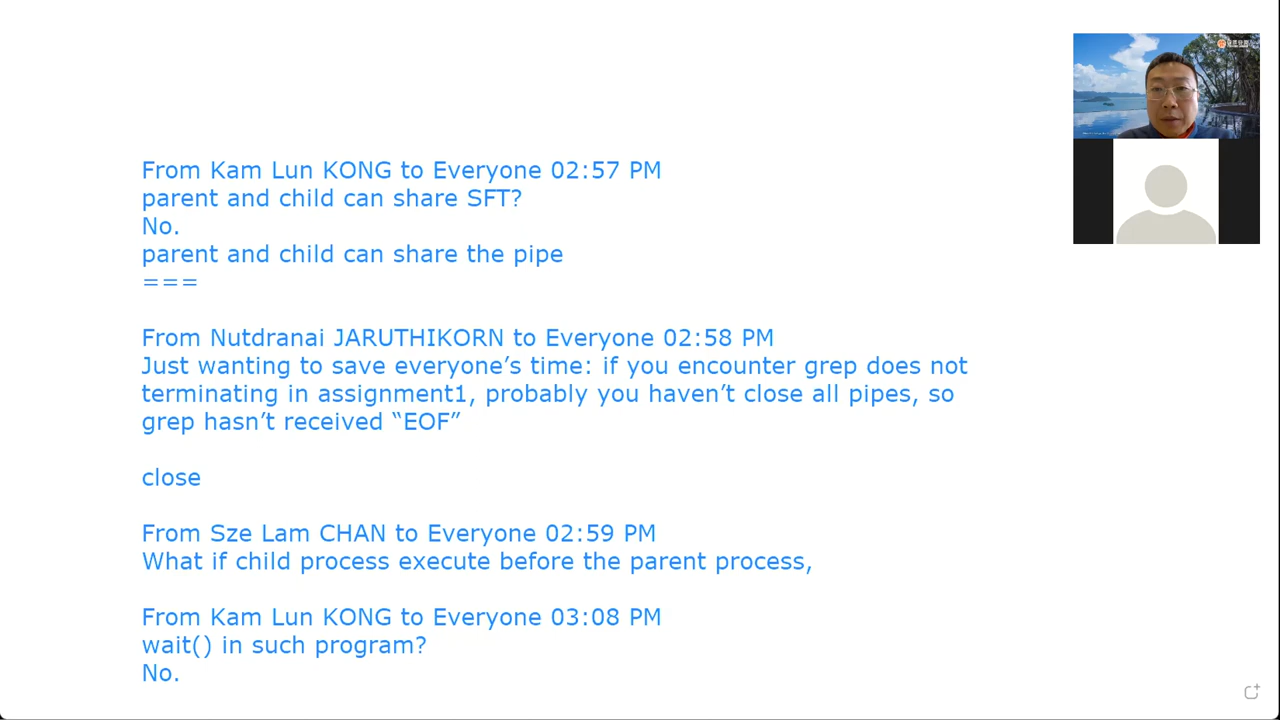 From Kam Lun KONG to Everyone 02:57 PM
parent and child can share SFT?
No.
parent and child can share the pipe
===
From Nutdranai JARUTHIKORN to Everyone 02:58 PM
Just wanting to save everyone’s time: if you encounter grep does not
terminating in assignment1, probably you haven’t close all pipes, so
grep hasn’t received “EOF”
close
From Sze Lam CHAN to Everyone 02:59 PM
What if child process execute before the parent process,
From Kam Lun KONG to Everyone 03:08 PM
wait() in such program?
No.